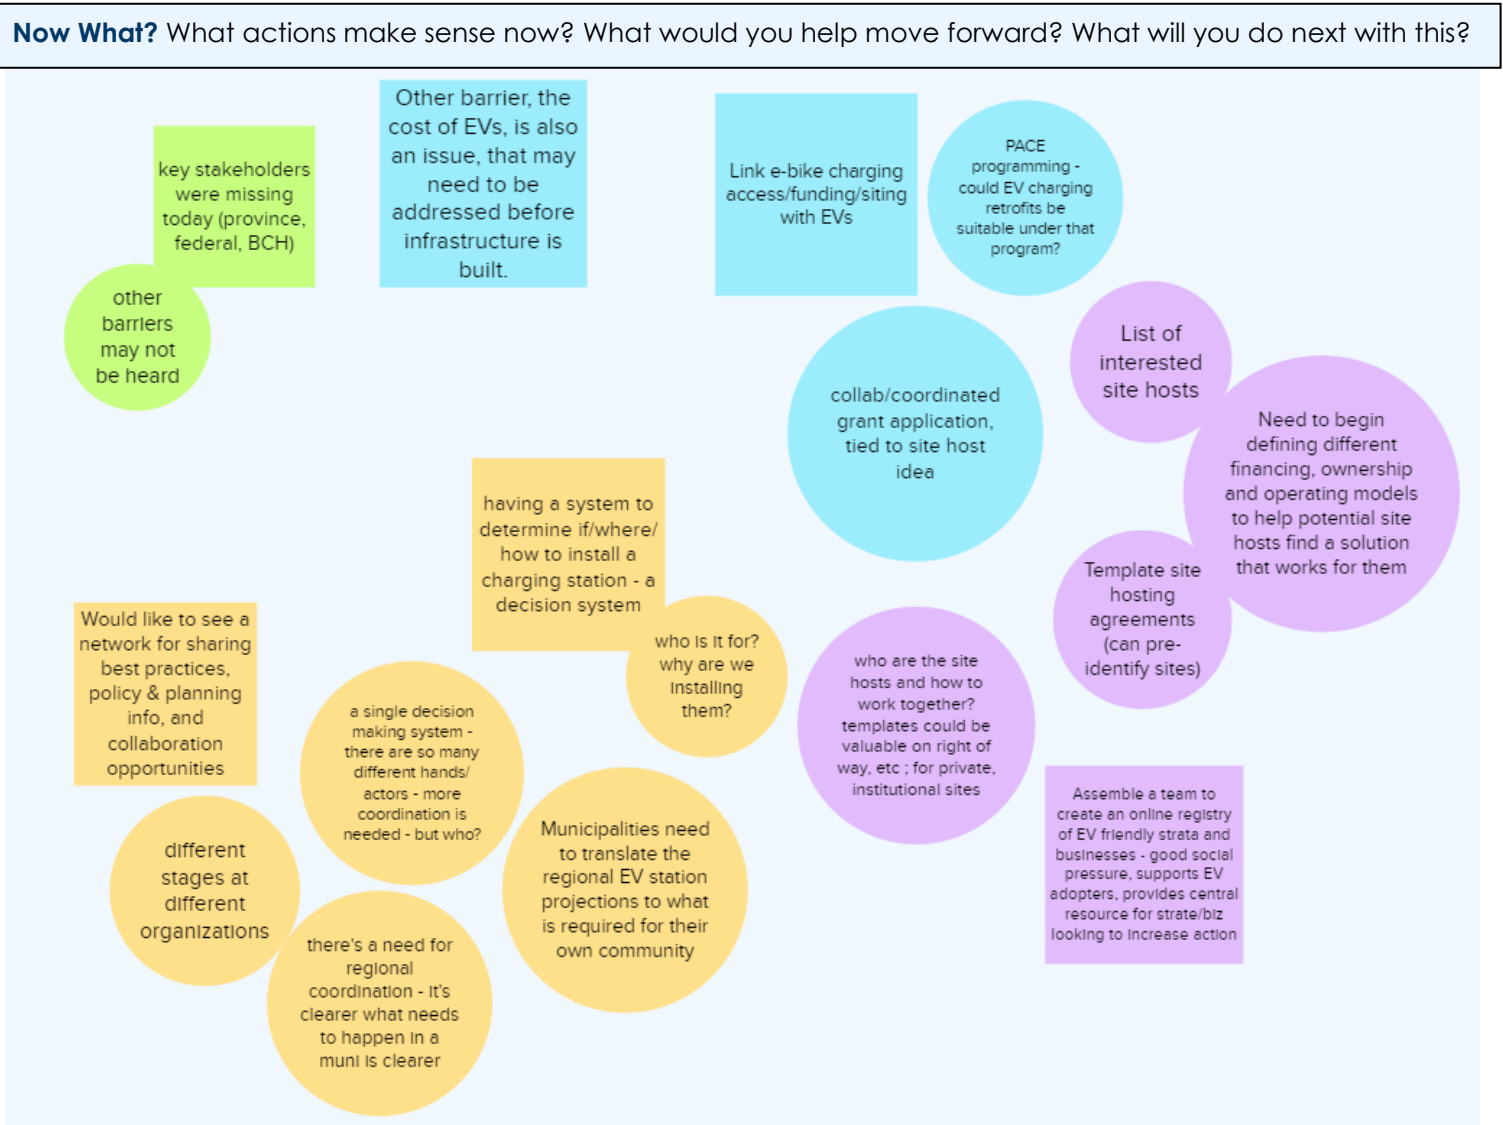 Now What? What actions make sense now? What would you help move forward? What will you do next with this?
key stakeholders
were missing
today (province,
federal, BCH)
other
barriers
may not
be heard
Other barrier, the
cost of EVs, is also
an issue, that may
need to be
addressed before
infrastructure is
built.
Link e-bike charging
access/funding/siting
with EVs
PACE
programming -
could EV charging
retrofits be
suitable under that
program?
collab/coordinated
grant application,
tied to site host
idea
List of
interested
site hosts
Need to begin
defining different
financing, ownership
and operating models
to help potential site
hosts find a solution
that works for them
Template site
hosting
agreements
(can pre-
identify sites)
who are the site
hosts and how to
work together?
templates could be
valuable on right of
way, etc ; for private,
institutional sites
Assemble a team to
create an online registry
of EV friendly strata and
businesses - good social
pressure, supports EV
adopters, provides central
resource for strate/biz
looking to increase action
having a system to
determine if/where/
how to install a
charging station - a
decision system
who is it for?
why are we
installing
them?
Would like to see a
network for sharing
best practices,
policy & planning
info, and
collaboration
opportunities
different
stages at
different
organizations
a single decision
making system -
there are so many
different hands/
actors - more
coordination is
needed - but who?
there's a need for
regional
coordination - it's
clearer what needs
to happen in a
muni is clearer
Municipalities need
to translate the
regional EV station
projections to what
is required for their
own community